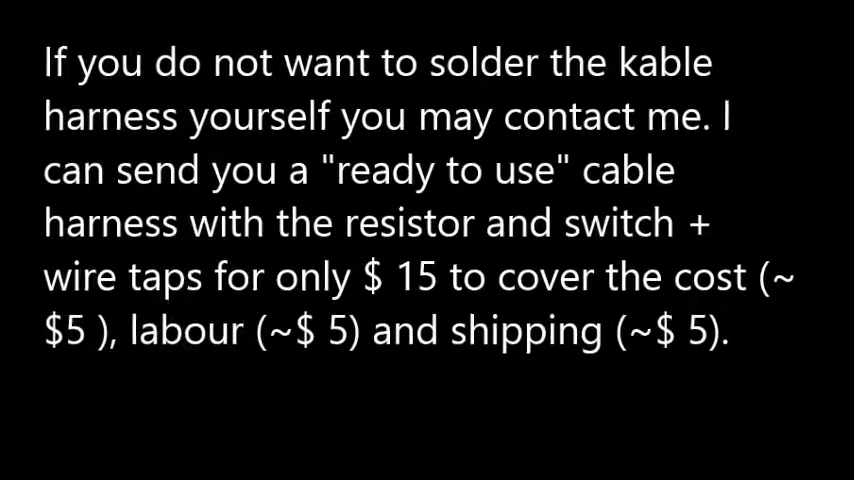 If you do not want to solder the kable
harness yourself you may contact me. I
can send you a "ready to use" cable
harness with the resistor and switch +
wire taps for only $ 15 to cover the cost (~
$5 ), labour (~$ 5) and shipping (~$ 5).